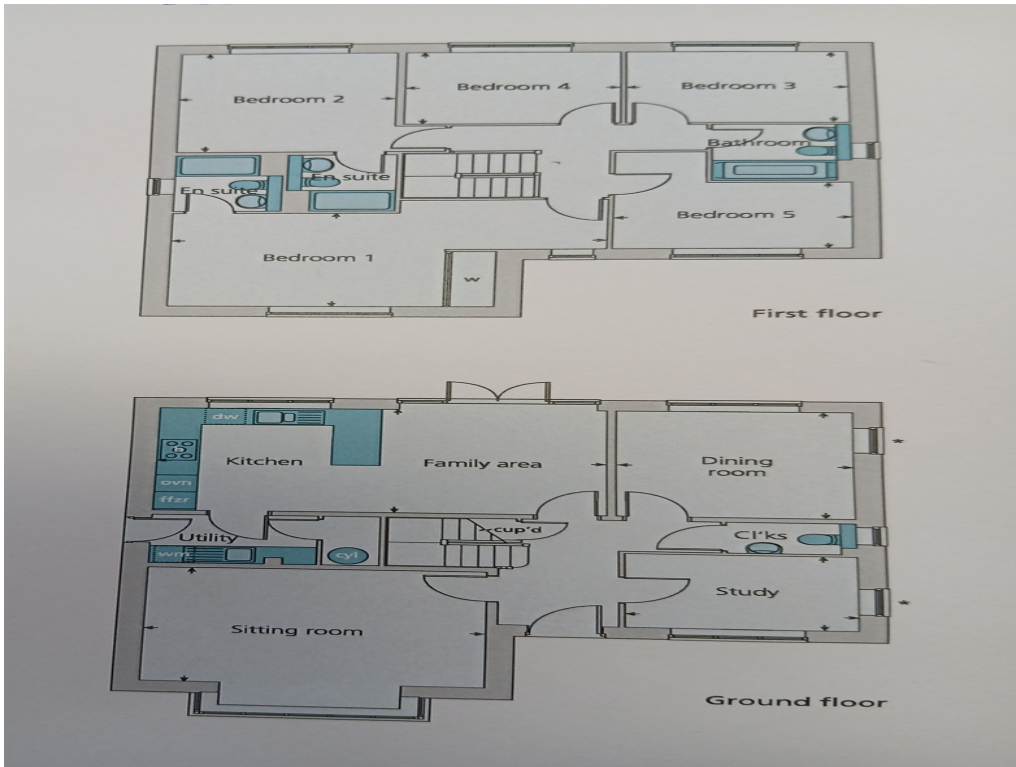 Bedroom 2
Bedroom 4
Bedroom 3
Bathroom
En suite
En suite
Bedroom 5
Bedroom 1
w
First floor
dw
Kitchen
Family area
Dining
room
*
ovn
ffzr
Utility
cup'd
Cl'ks
wm
cyl
Study
*
Sitting room
Ground floor